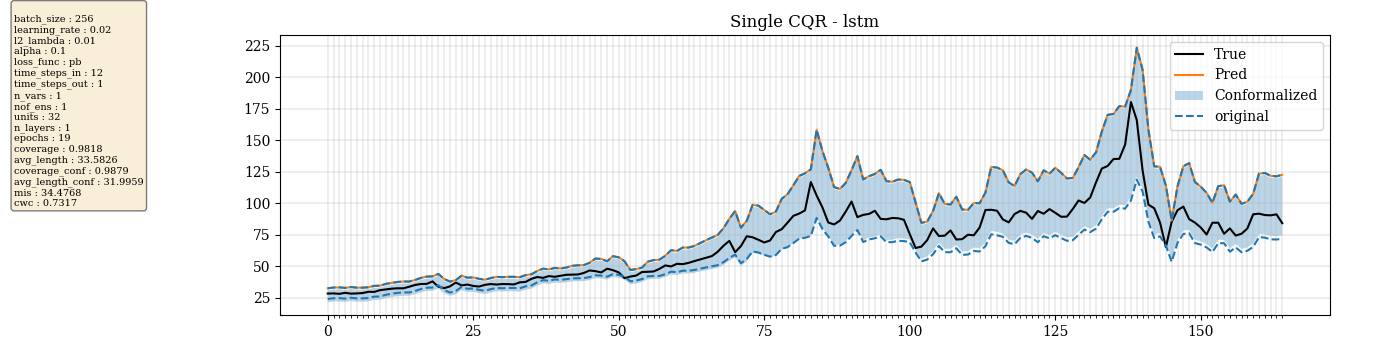 batch_size : 256
learning_rate : 0.02
l2_lambda : 0.01
alpha : 0.1
loss_func : pb
time_steps_in : 12
time_steps_out : 1
n_vars : 1
nof_ens : 1
units : 32
n_layers : 1
epochs : 19
coverage : 0.9818
avg_length : 33.5826
coverage_conf : 0.9879
avg_length_conf : 31.9959
mis : 34.4768
cwc : 0.7317
Single CQR - lstm
225
200
175
150
125
100
75
50
25
True
Pred
Conformalized
original
0 25 50 75 100 125 150